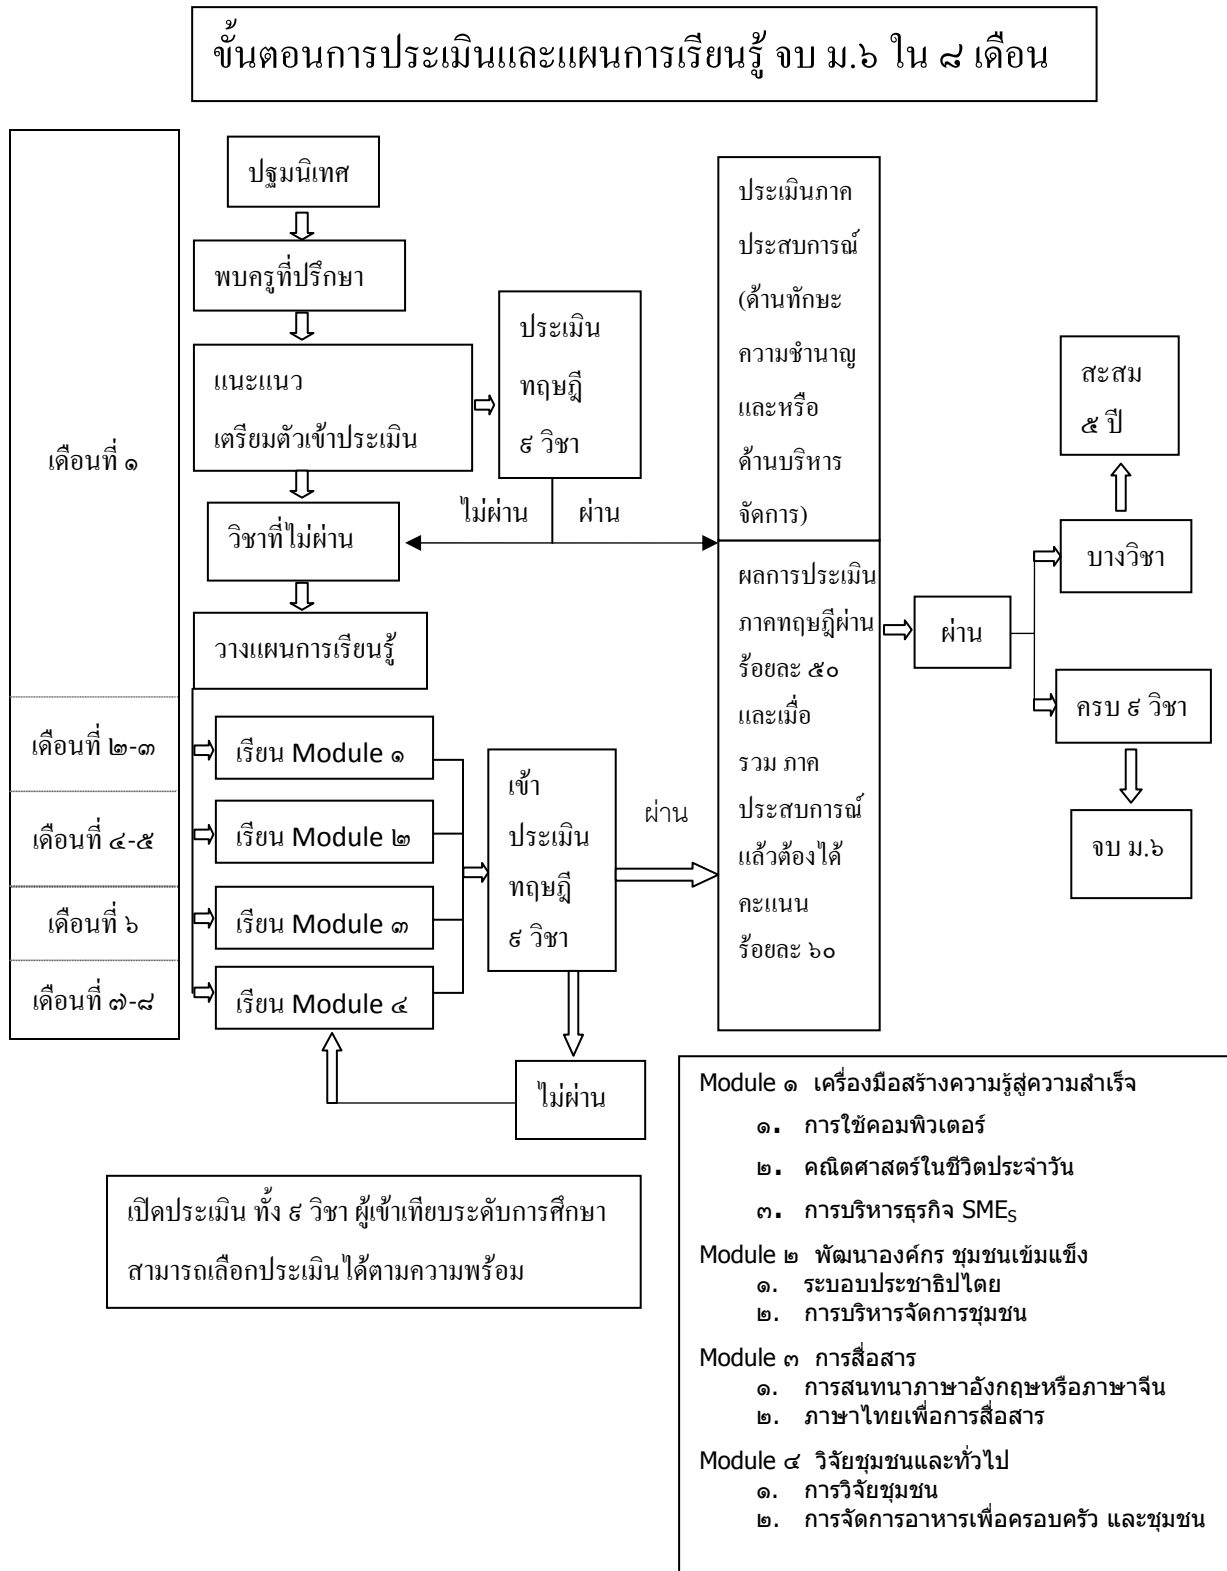 ขั้นตอนการประเมินและแผนการเรียนรู้ จบ ม.๖ ใน ๘ เดือน
เดือนที่ ๑
ปฐมนิเทศ
พบครูที่ปรึกษา
แนะแนว
เตรียมตัวเข้าประเมิน
ประเมิน
ทฤษฎี
๙ วิชา
ไม่ผ่าน
ผ่าน
วิชาที่ไม่ผ่าน
วางแผนการเรียนรู้
เดือนที่ ๒-๓
เรียน Module ๑
เดือนที่ ๔-๕
เรียน Module ๒
เดือนที่ ๖
เรียน Module ๓
เดือนที่ ๗-๘
เรียน Module ๔
เข้า
ประเมิน
ทฤษฎี
๙ วิชา
ผ่าน
ไม่ผ่าน
ประเมินภาค
ประสบการณ์
(ด้านทักษะ
ความชำนาญ
และหรือ
ด้านบริหาร
จัดการ)
ผลการประเมิน
ภาคทฤษฎีผ่าน
ร้อยละ ๕๐
และเมื่อ
รวม ภาค
ประสบการณ์
แล้วต้องได้
คะแนน
ร้อยละ ๖๐
ผ่าน
สะสม
๕ ปี
บางวิชา
ครบ ๙ วิชา
จบ ม.๖
เปิดประเมิน ทั้ง ๙ วิชา ผู้เข้าเทียบระดับการศึกษา
สามารถเลือกประเมินได้ตามความพร้อม
Module ๑ เครื่องมือสร้างความรู้สู่ความสำเร็จ
๑. การใช้คอมพิวเตอร์
๒. คณิตศาสตร์ในชีวิตประจำวัน
๓. การบริหารธุรกิจ SMEs
Module ๒ พัฒนาองค์กร ชุมชนเข้มแข็ง
๑. ระบอบประชาธิปไตย
๒. การบริหารจัดการชุมชน
Module ๓ การสื่อสาร
๑. การสนทนาภาษาอังกฤษหรือภาษาจีน
๒. ภาษาไทยเพื่อการสื่อสาร
Module ๔ วิจัยชุมชนและทั่วไป
๑. การวิจัยชุมชน
๒. การจัดการอาหารเพื่อครอบครัว และชุมชน